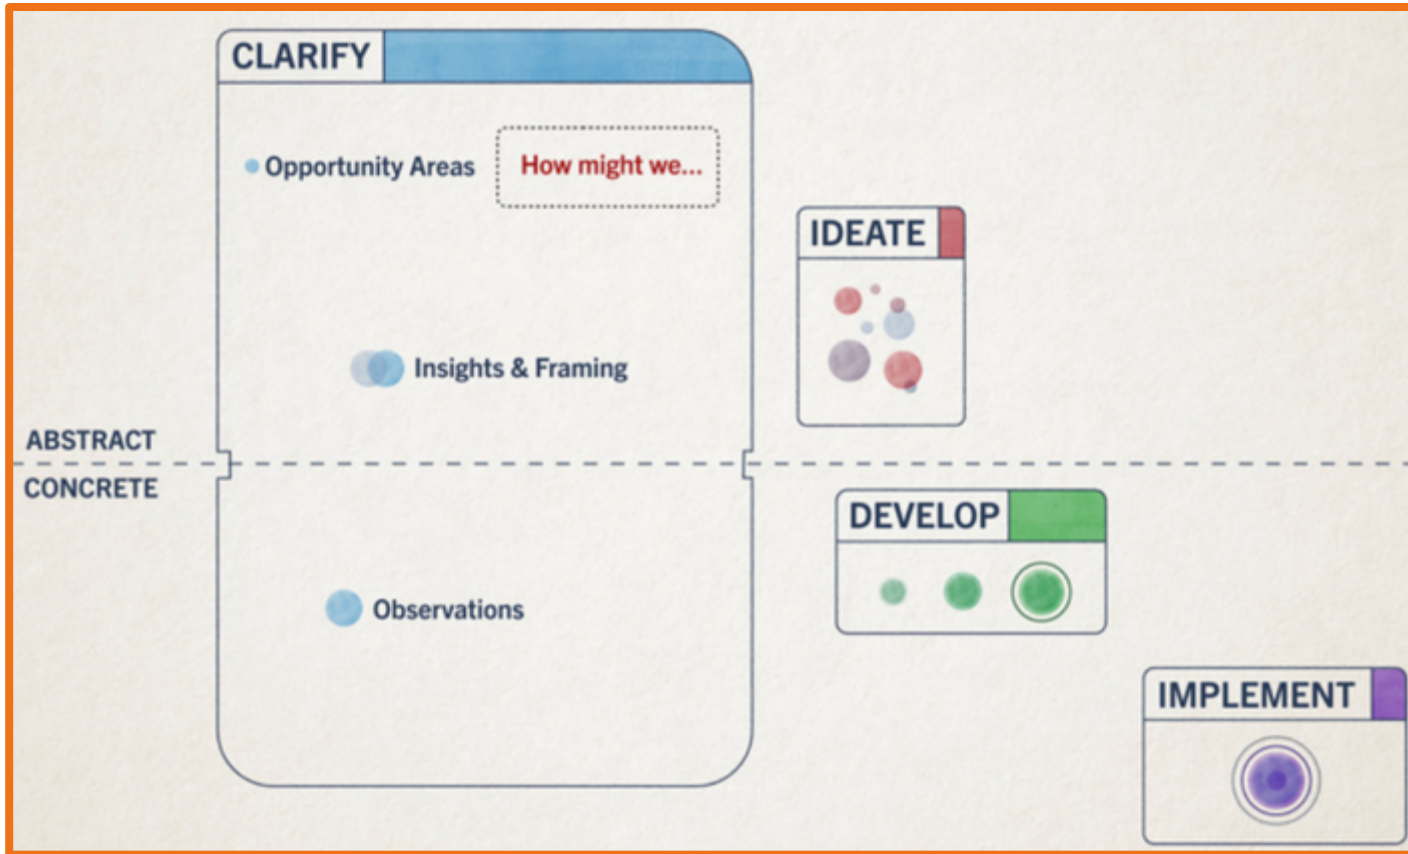 CLARIFY
Opportunity Areas
How might we...
IDEATE
Insights & Framing
ABSTRACT
CONCRETE
DEVELOP
Observations
IMPLEMENT